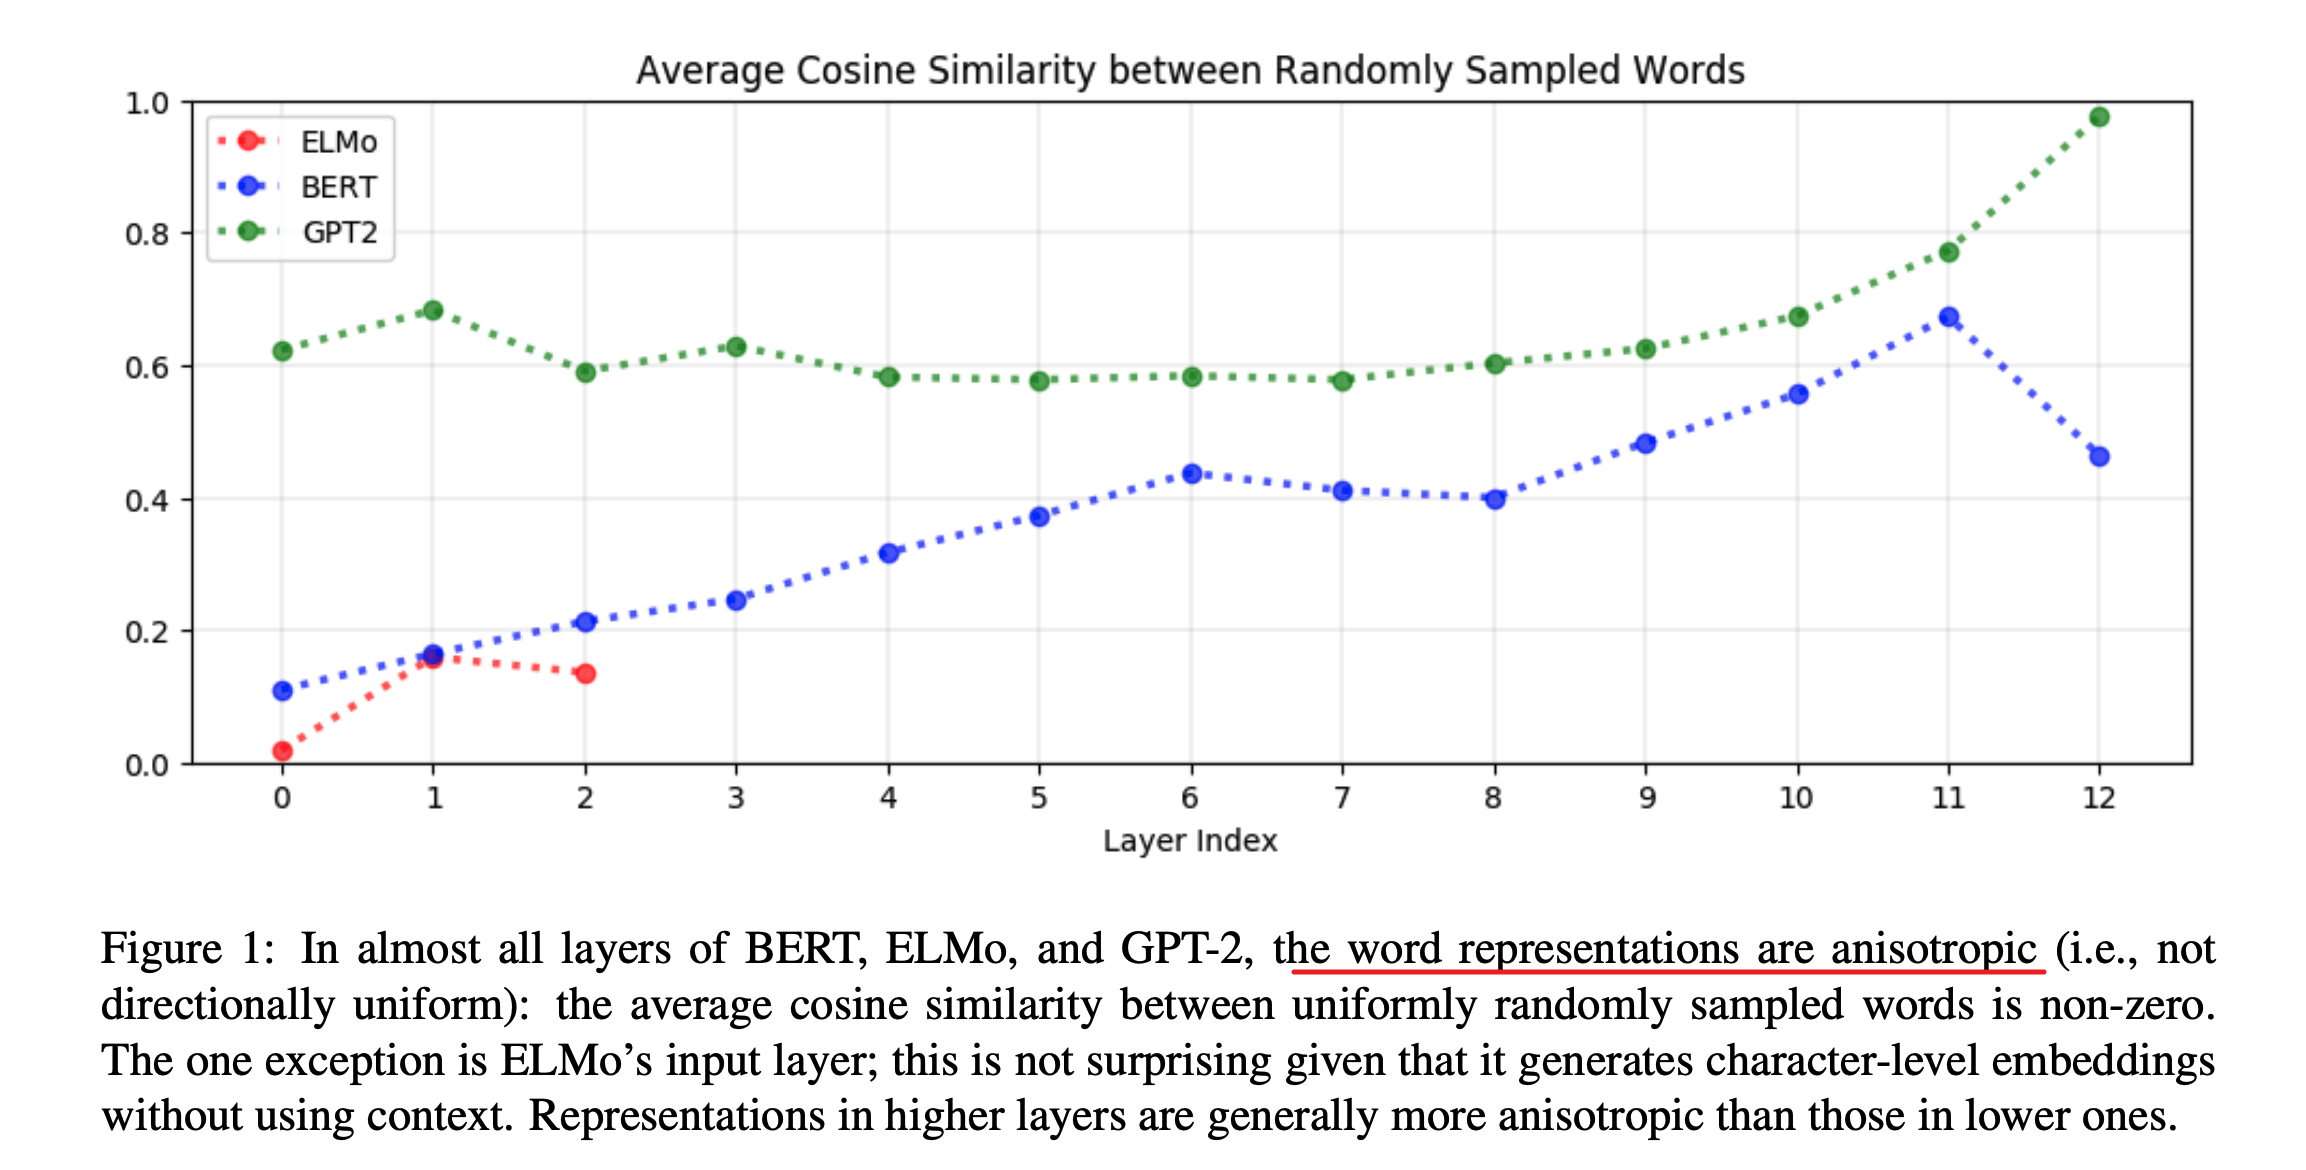 Average Cosine Similarity between Randomly Sampled Words
1.0
0.8
0.6
0.4
0.2
0.0
ELMo
BERT
GPT2
0 1 2 3 4 5 6 7 8 9 10 11 12
Layer Index
Figure 1: In almost all layers of BERT, ELMo, and GPT-2, the word representations are anisotropic (i.e., not
directionally uniform): the average cosine similarity between uniformly randomly sampled words is non-zero.
The one exception is ELMo’s input layer; this is not surprising given that it generates character-level embeddings
without using context. Representations in higher layers are generally more anisotropic than those in lower ones.